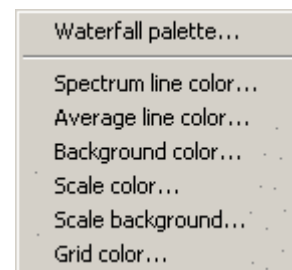 Waterfall palette...
Spectrum line color...
Average line color...
Background color...
Scale color...
Scale background...
Grid color...